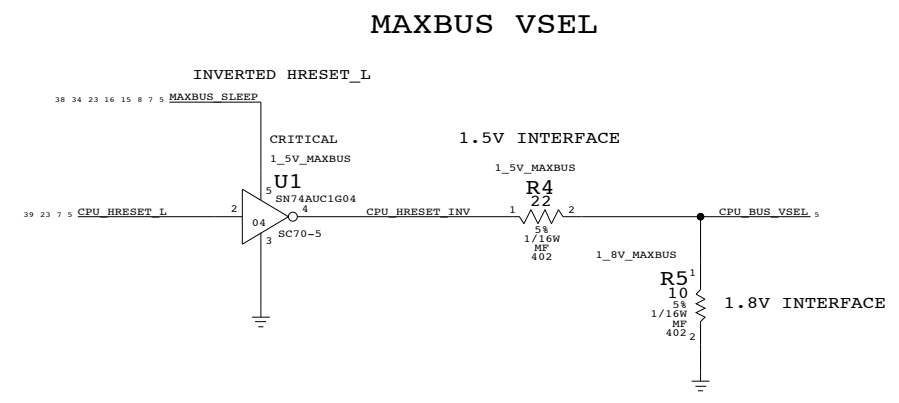 MAXBUS VSEL
INVERTED HRESET_L
38 34 23 16 15 8 7 5 MAXBUS_SLEEP
CRITICAL
1_5V_MAXBUS
5 U1
SN74AUC1G04
39 23 7 5 CPU_HRESET_L
2
04
4
3
SC70-5
CPU_HRESET_INV
1.5V INTERFACE
1_5V_MAXBUS
R4
22
1
2
5%
1/16W
MF
402
CPU_BUS_VSEL 5
1_8V_MAXBUS
R5 1
10
5%
1/16W
MF
402 2
1.8V INTERFACE